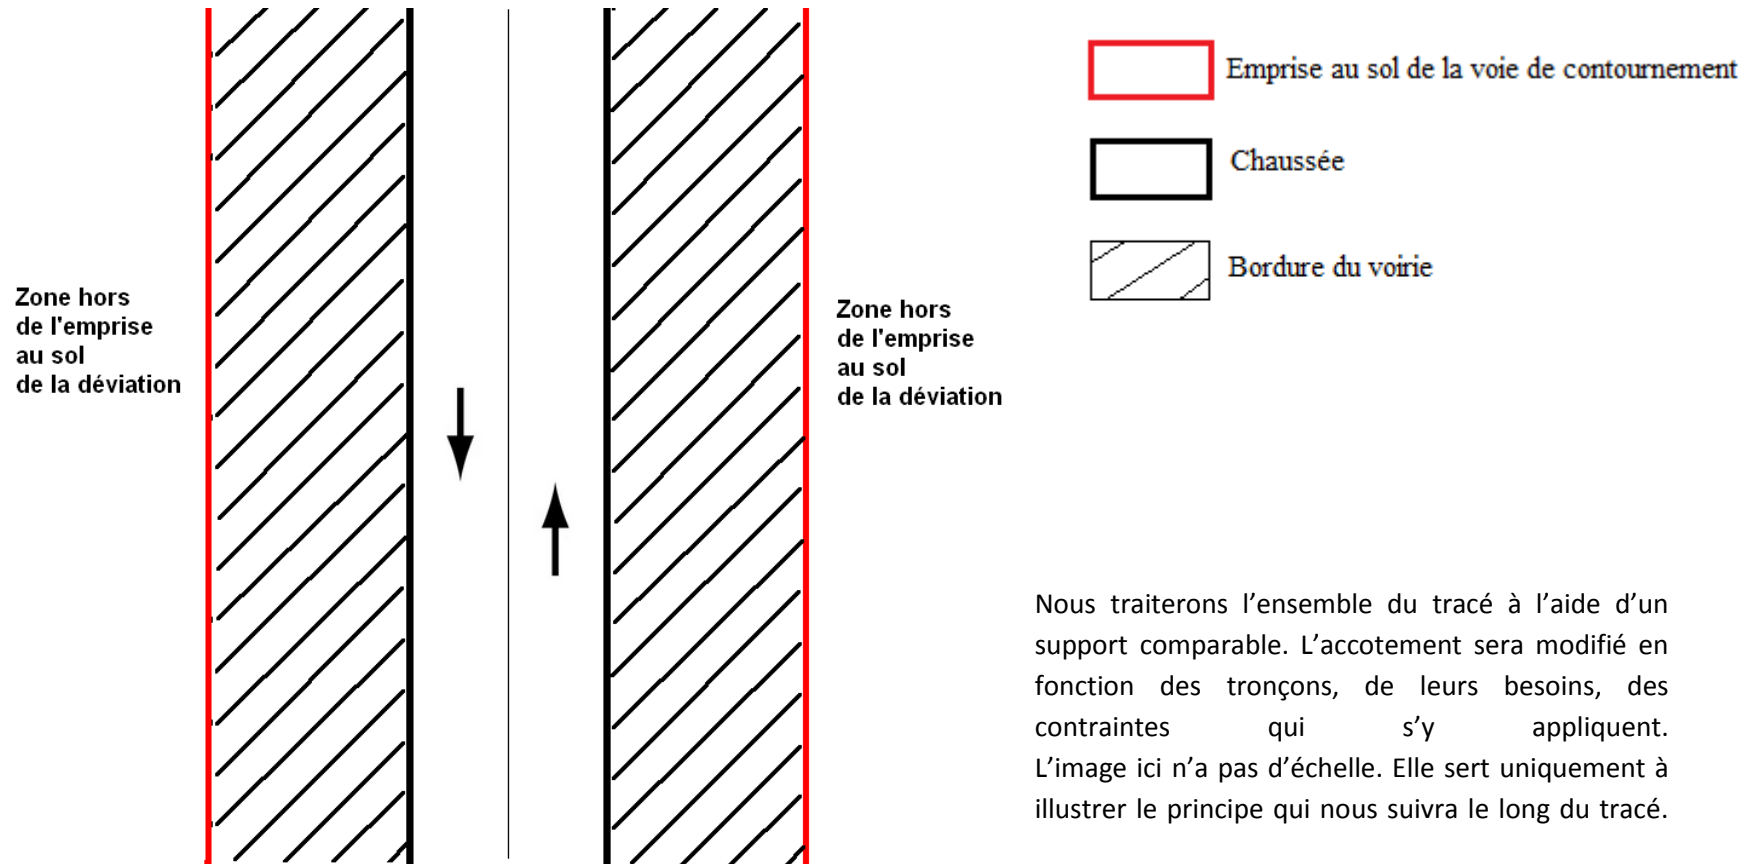 Zone hors
de l'emprise
au sol
de la déviation
Zone hors
de l'emprise
au sol
de la déviation
Emprise au sol de la voie de contournement
Chaussée
Bordure du voirie
Nous traiterons l’ensemble du tracé à l’aide d’un
support comparable. L’accotement sera modifié en
fonction des tronçons, de leurs besoins, des
contraintes qui s’y appliquent.
L’image ici n’a pas d’échelle. Elle sert uniquement à
illustrer le principe qui nous suivra le long du tracé.